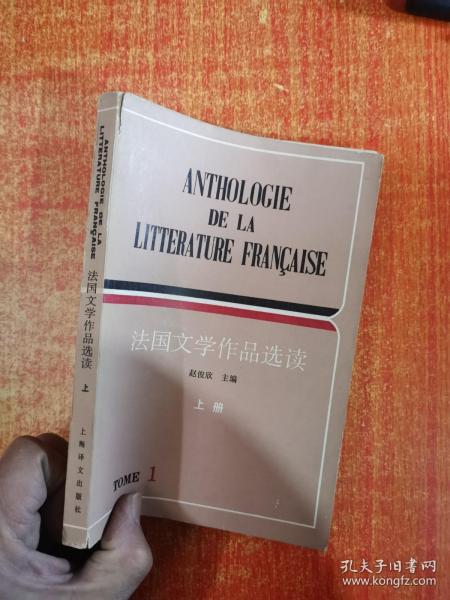 ANTHOLOGIE
DE LA
LITTERATURE FRANÇAISE
法国文学作品选读
赵俊欣 主编
上册
TOME 1
ANTHOLOGIE DE LA
LITTERATURE FRANÇAISE
法国文学作品选读
上
上海译文出版社
孔夫子旧书网
www.kongfz.com